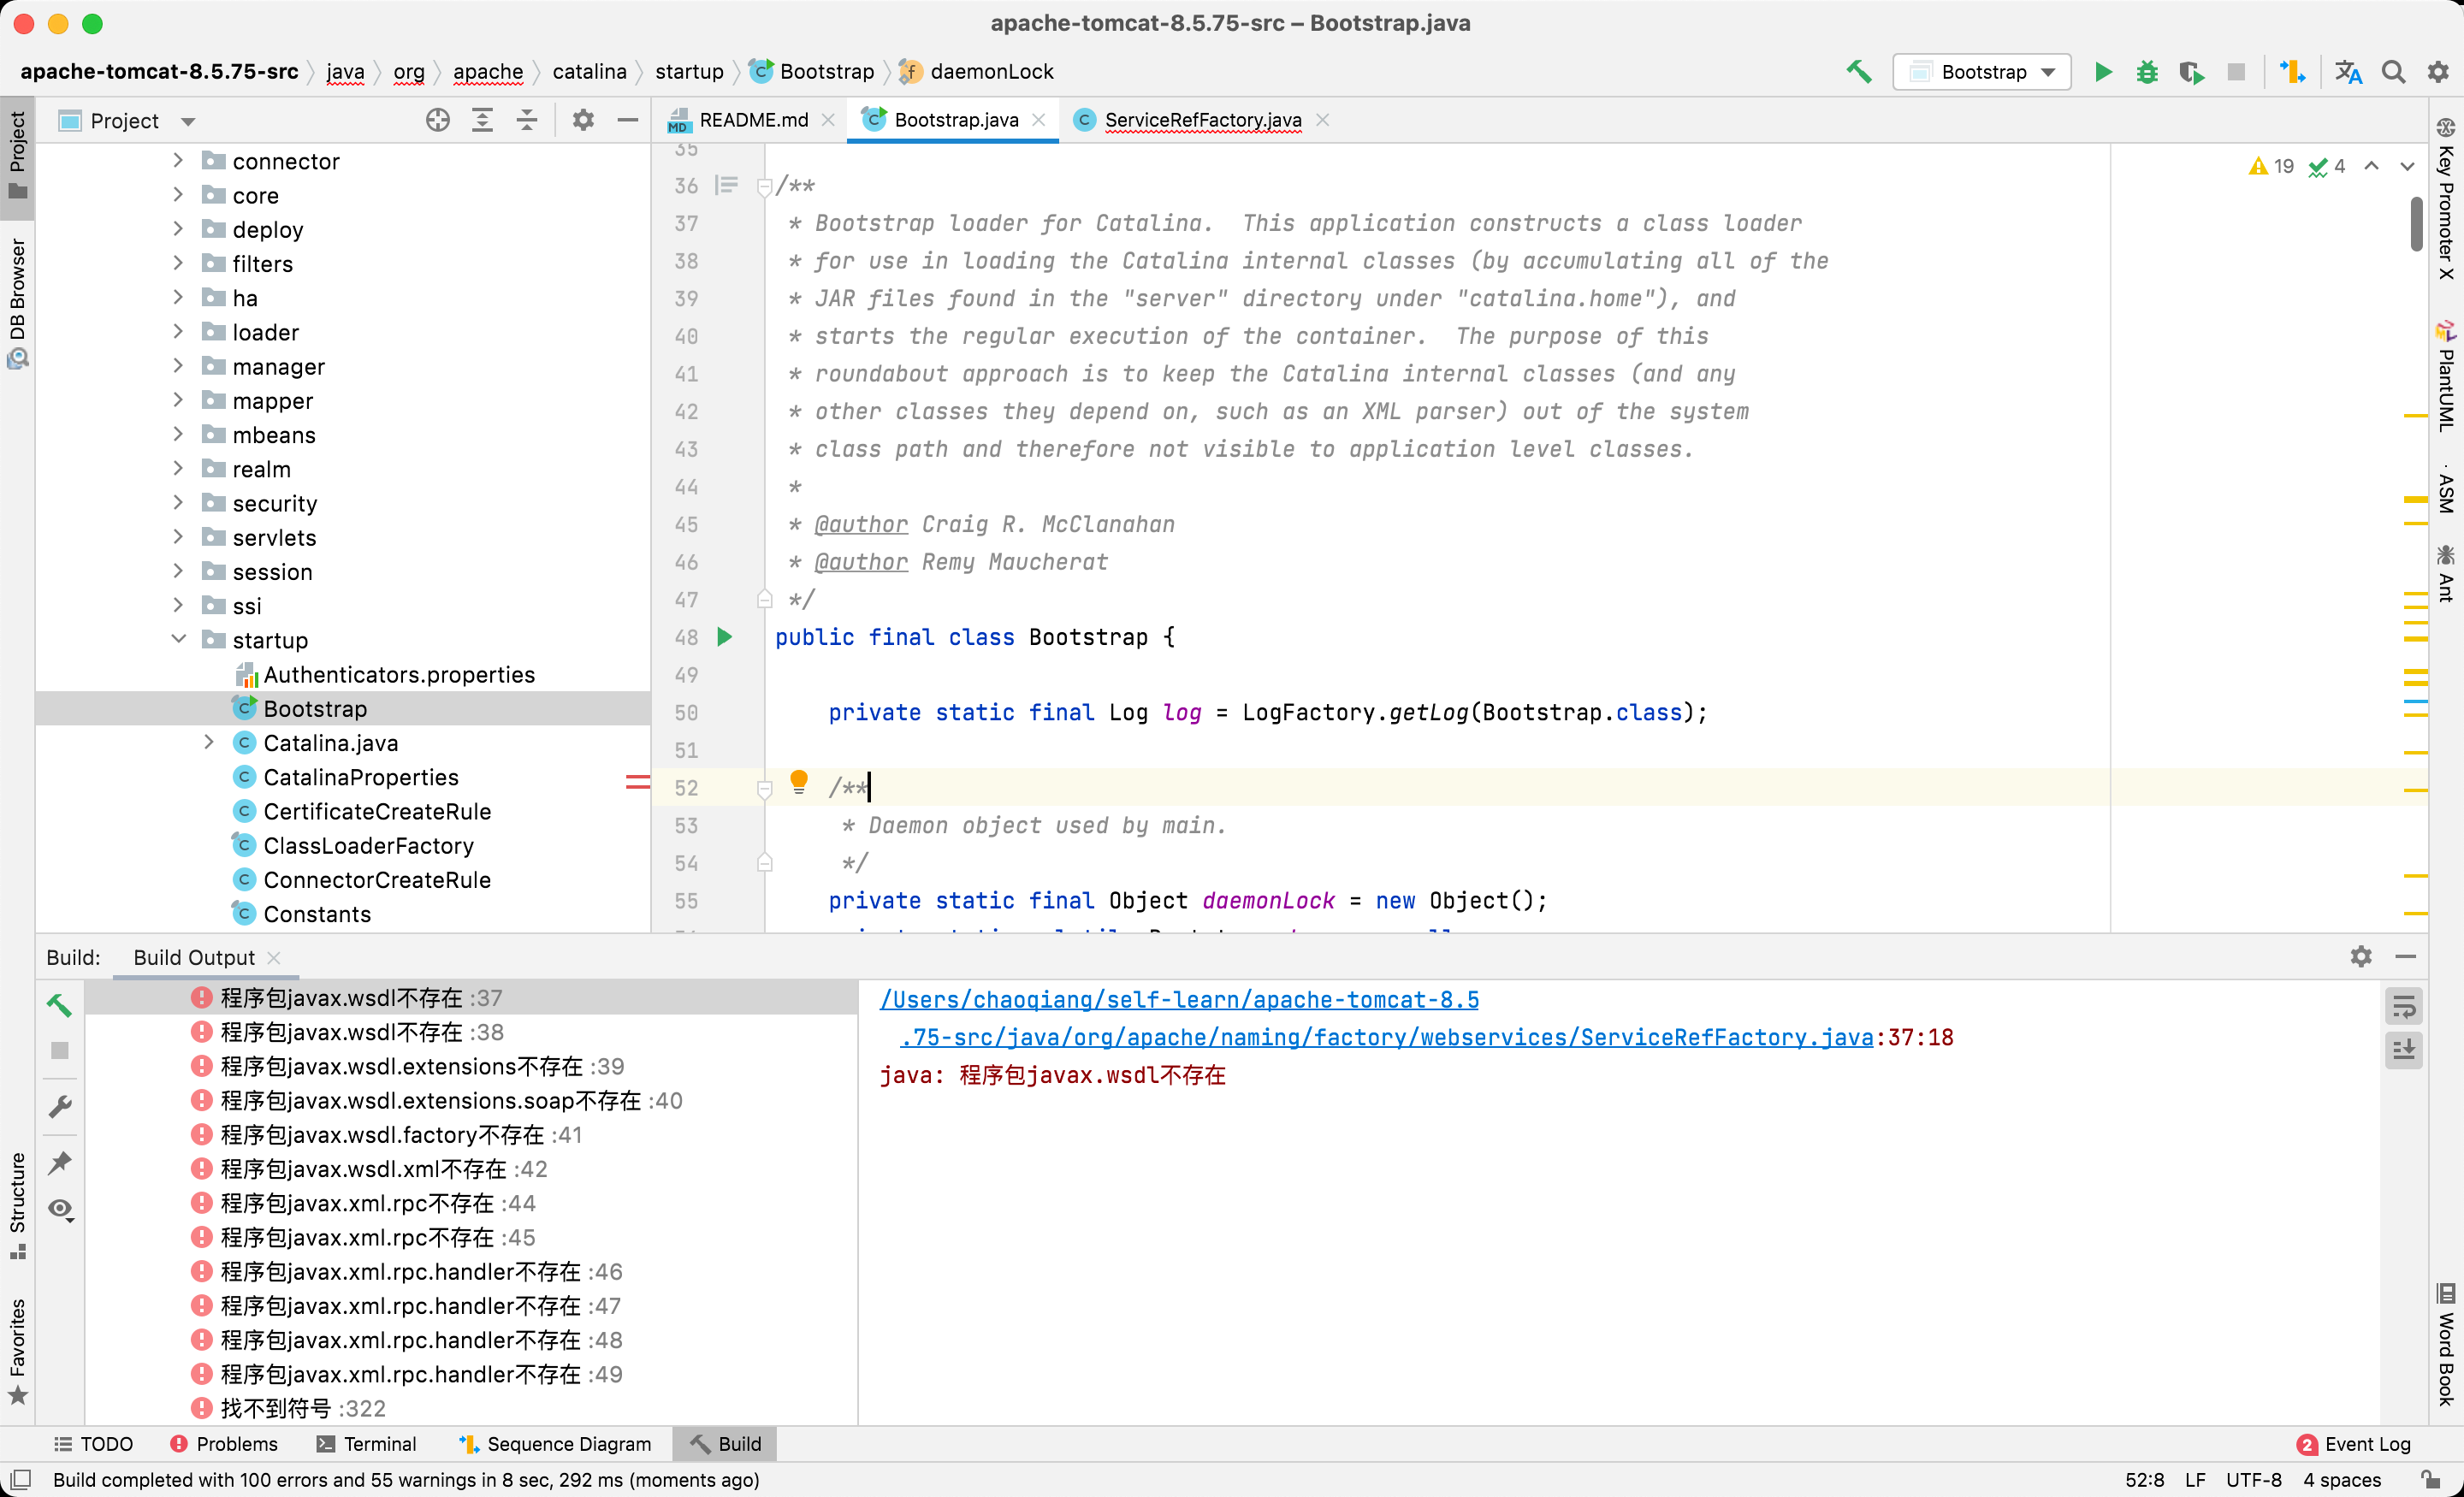 apache-tomcat-8.5.75-src – Bootstrap.java
apache-tomcat-8.5.75-src java org apache catalina startup Bootstrap daemonLock
Bootstrap
Project
README.md
Bootstrap.java
ServiceRefFactory.java
Project
DB Browser
Structure
Favorites
connector
core
deploy
filters
ha
loader
manager
mapper
mbeans
realm
security
servlets
session
ssi
startup
Authenticators.properties
Bootstrap
Catalina.java
CatalinaProperties
CertificateCreateRule
ClassLoaderFactory
ConnectorCreateRule
Constants
19 4
35
36 /**
37 * Bootstrap loader for Catalina.  This application constructs a class loader
38 * for use in loading the Catalina internal classes (by accumulating all of the
39 * JAR files found in the "server" directory under "catalina.home"), and
40 * starts the regular execution of the container.  The purpose of this
41 * roundabout approach is to keep the Catalina internal classes (and any
42 * other classes they depend on, such as an XML parser) out of the system
43 * class path and therefore not visible to application level classes.
44 *
45 * @author Craig R. McClanahan
46 * @author Remy Maucherat
47 */
48 public final class Bootstrap {
49
50 private static final Log log = LogFactory.getLog(Bootstrap.class);
51
52 /**
53 * Daemon object used by main.
54 */
55 private static final Object daemonLock = new Object();
Key Promoter X
PlantUML
ASM
Ant
Word Book
Build: Build Output
程序包javax.wsdl不存在 :37
程序包javax.wsdl不存在 :38
程序包javax.wsdl.extensions不存在 :39
程序包javax.wsdl.extensions.soap不存在 :40
程序包javax.wsdl.factory不存在 :41
程序包javax.wsdl.xml不存在 :42
程序包javax.xml.rpc不存在 :44
程序包javax.xml.rpc不存在 :45
程序包javax.xml.rpc.handler不存在 :46
程序包javax.xml.rpc.handler不存在 :47
程序包javax.xml.rpc.handler不存在 :48
程序包javax.xml.rpc.handler不存在 :49
找不到符号 :322
/Users/chaoqiang/self-learn/apache-tomcat-8.5
.75-src/java/org/apache/naming/factory/webservices/ServiceRefFactory.java:37:18
java: 程序包javax.wsdl不存在
TODO Problems Terminal Sequence Diagram Build 2 Event Log
Build completed with 100 errors and 55 warnings in 8 sec, 292 ms (moments ago) 52:8 LF UTF-8 4 spaces